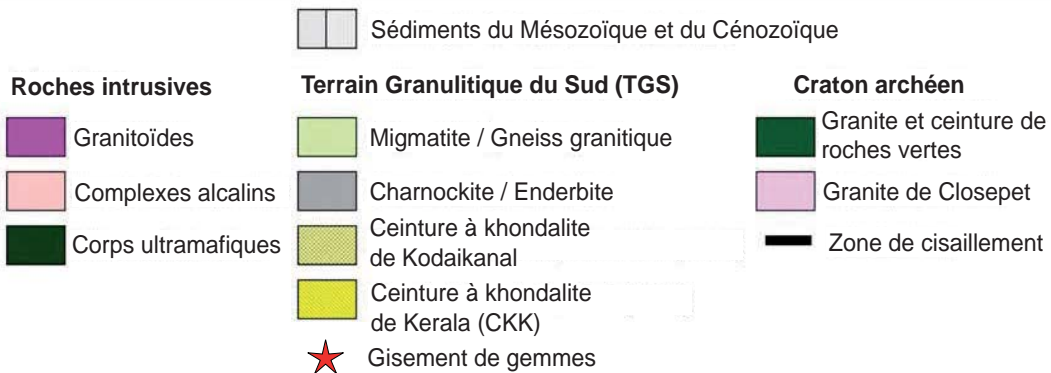 Sédiments du Mésozoïque et du Cénozoïque
Roches intrusives
Granitoïdes
Complexes alcalins
Corps ultramafiques
Terrain Granulitique du Sud (TGS)
Migmatite / Gneiss granitique
Charnockite / Enderbite
Ceinture à khondalite
de Kodaikanal
Ceinture à khondalite
de Kerala (CKK)
Gisement de gemmes
Craton archéen
Granite et ceinture de
roches vertes
Granite de Closepet
Zone de cisaillement